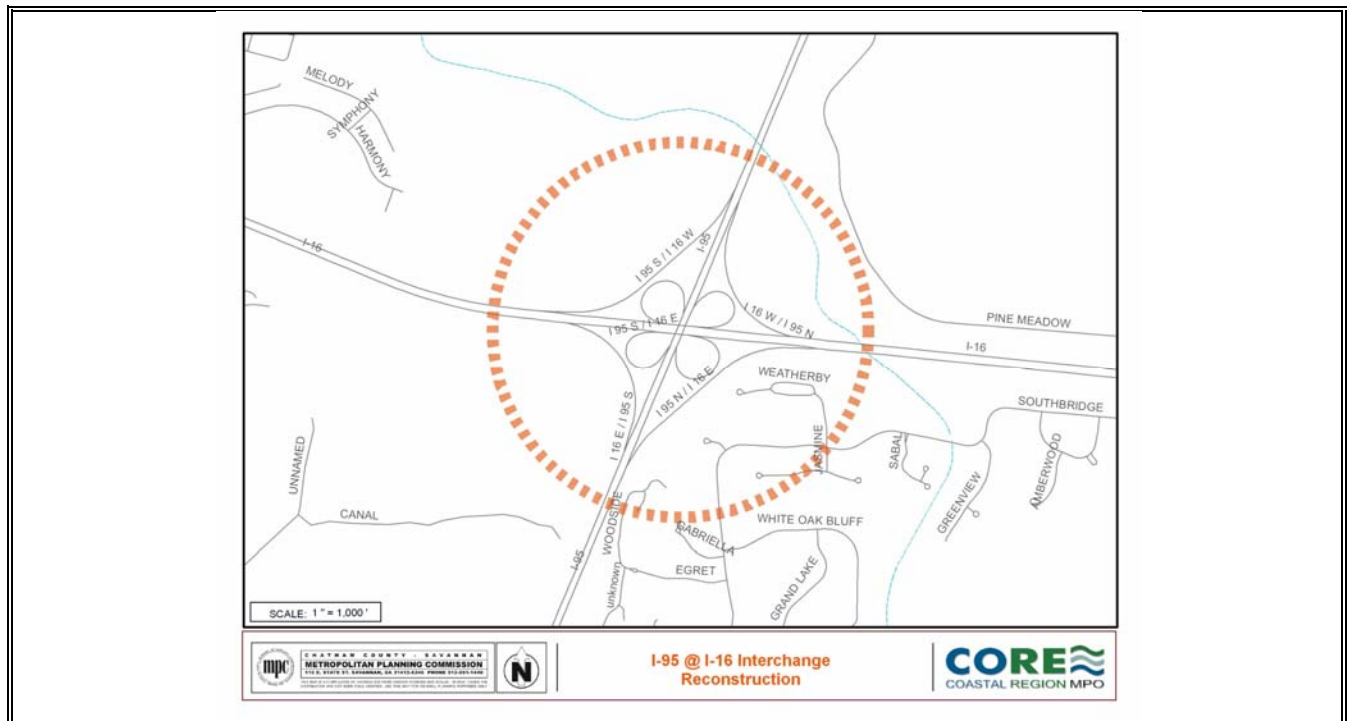 MELODY
SYMPHONY
HARMONY
I-16
I 95 S / I 16 W
I-95
I 95 S / I 16 E
I 16 W / I 95 N
PINE MEADOW
I-16
WEATHERBY
I 95 N / I 16 E
I 16 E / I 95 S
SOUTHBRIDGE
JASMINE
SABAL
AMBERWOOD
GREENVIEW
UNNAMED
CANAL
WOODSIDE
WHITE OAK BLUFF
GABRIELLA
I-95
unknown
EGRET
GRAND LAKE
SCALE: 1 " = 1,000 '
mpc
CHATHAM COUNTY - SAVANNAH
METROPOLITAN PLANNING COMMISSION
N
I-95 @ I-16 Interchange
Reconstruction
CORE
COASTAL REGION MPO